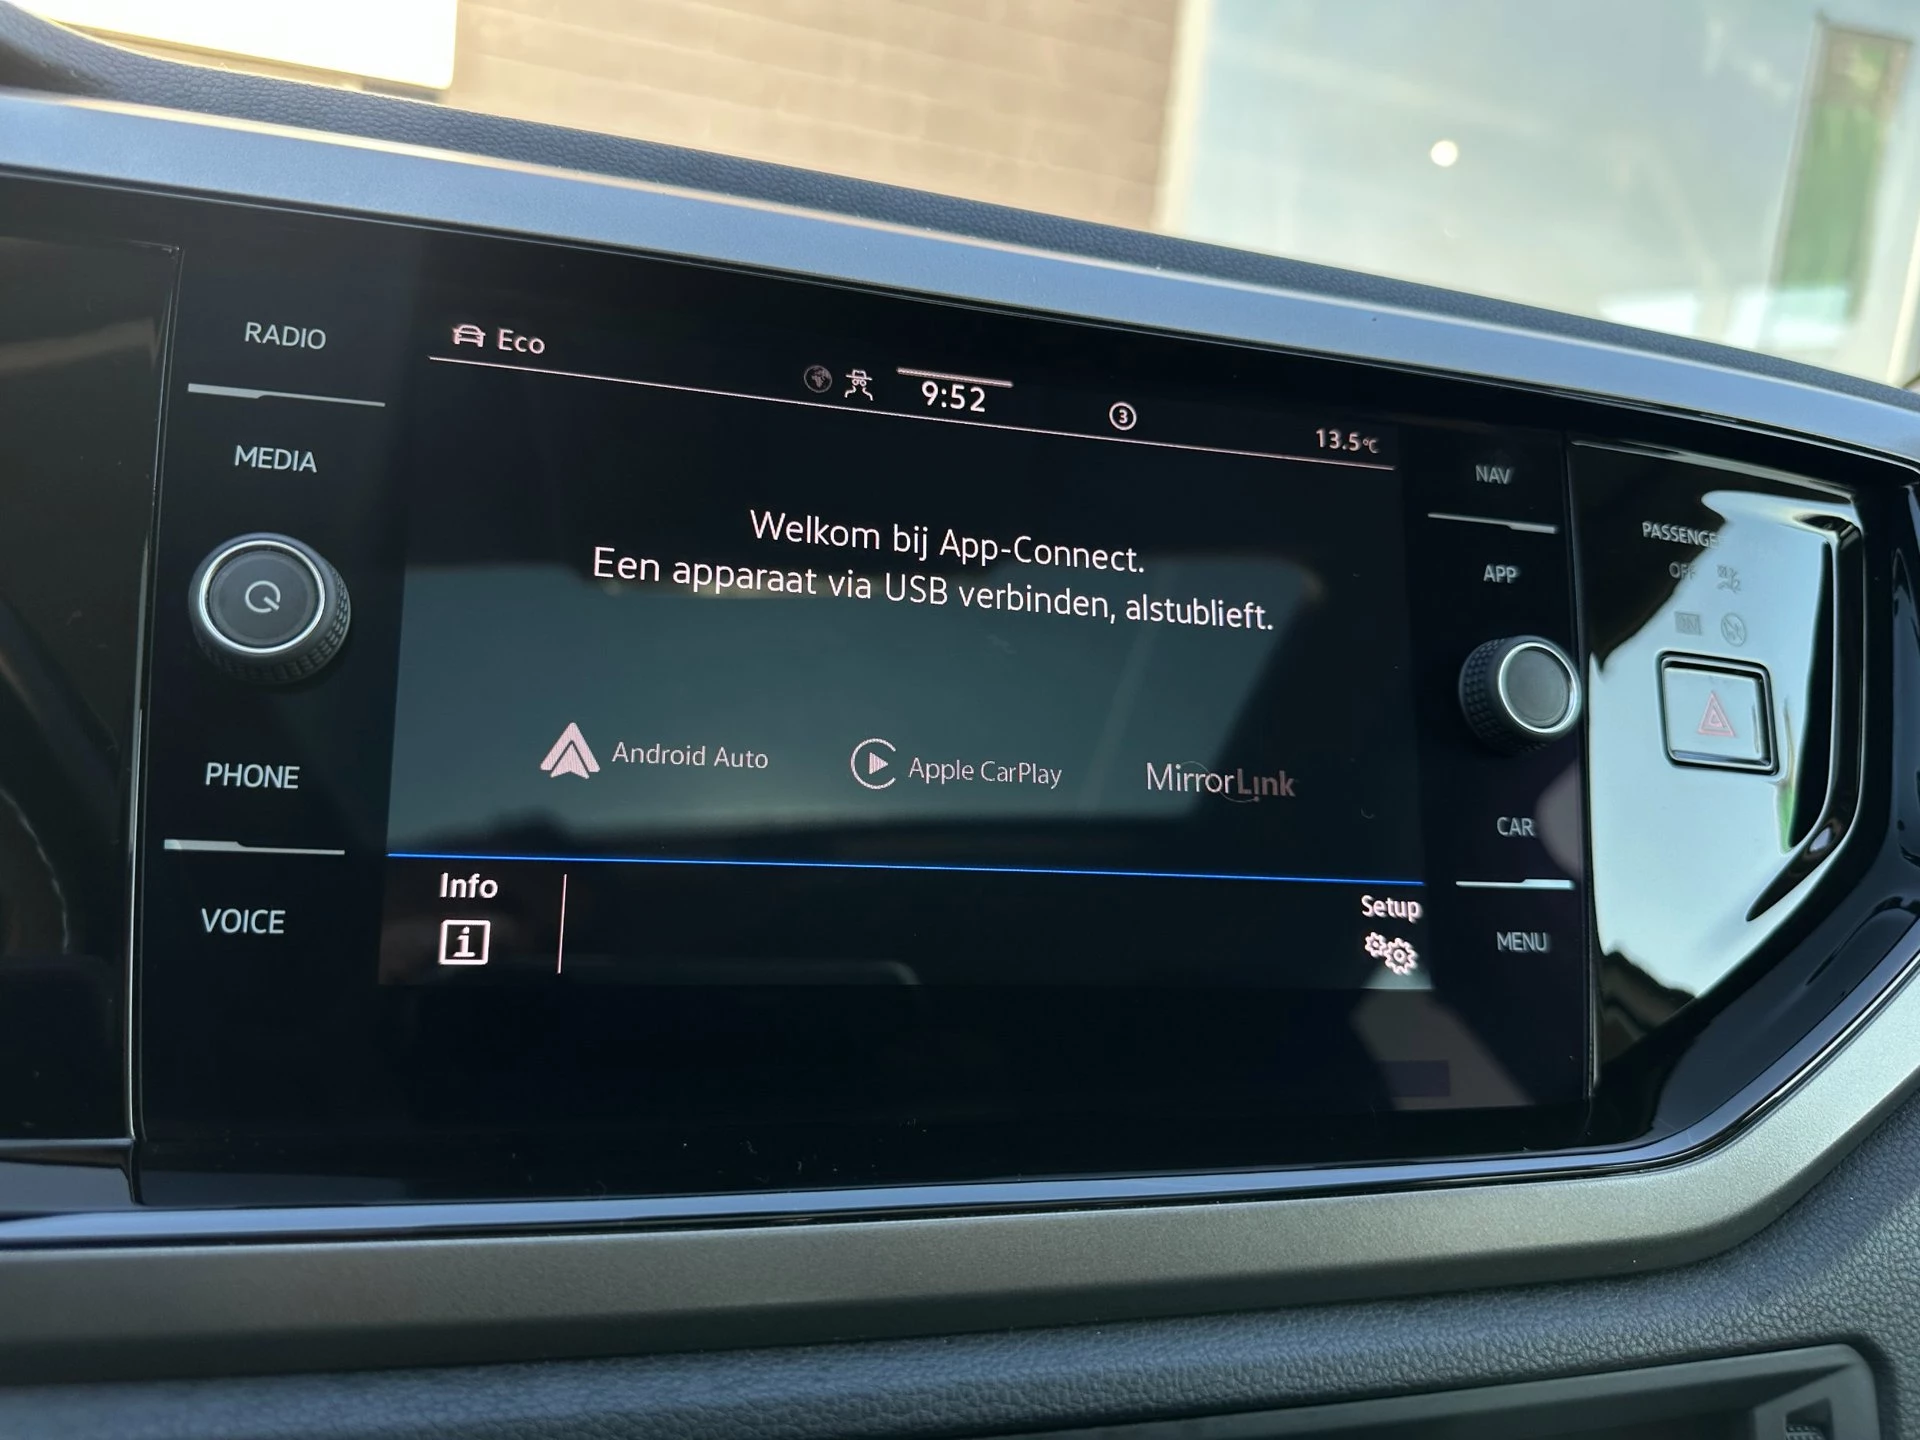 RADIO
MEDIA
PHONE
VOICE
Eco
9:52
3
13.5°C
Welkom bij App-Connect.
Een apparaat via USB verbinden, alstublieft.
Android Auto
Apple CarPlay
MirrorLink
Info
i
Setup
NAV
APP
CAR
MENU
OFF